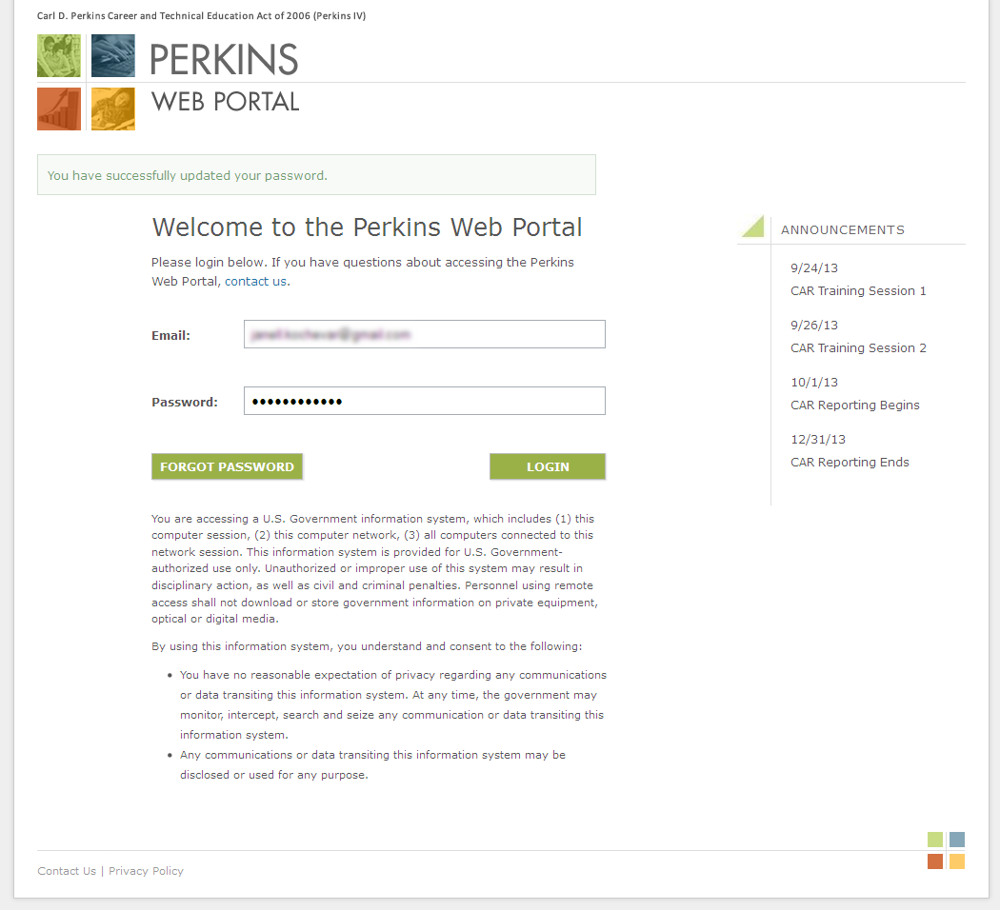 Carl D. Perkins Career and Technical Education Act of 2006 (Perkins IV)
PERKINS
WEB PORTAL
You have successfully updated your password.
Welcome to the Perkins Web Portal
Please login below. If you have questions about accessing the Perkins
Web Portal, contact us.
Email:
Password:
FORGOT PASSWORD
LOGIN
You are accessing a U.S. Government information system, which includes (1) this
computer session, (2) this computer network, (3) all computers connected to this
network session. This information system is provided for U.S. Government-
authorized use only. Unauthorized or improper use of this system may result in
disciplinary action, as well as civil and criminal penalties. Personnel using remote
access shall not download or store government information on private equipment,
optical or digital media.
By using this information system, you understand and consent to the following:
• You have no reasonable expectation of privacy regarding any communications
or data transiting this information system. At any time, the government may
monitor, intercept, search and seize any communication or data transiting this
information system.
• Any communications or data transiting this information system may be
disclosed or used for any purpose.
ANNOUNCEMENTS
9/24/13
CAR Training Session 1
9/26/13
CAR Training Session 2
10/1/13
CAR Reporting Begins
12/31/13
CAR Reporting Ends
Contact Us | Privacy Policy